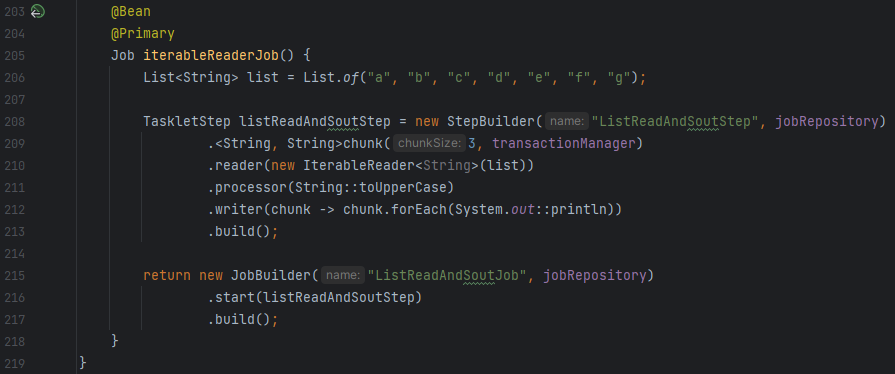 203 @Bean
204 @Primary
205 Job iterableReaderJob() {
206 List<String> list = List.of("a", "b", "c", "d", "e", "f", "g");
207
208 TaskletStep listReadAndSoutStep = new StepBuilder( name: "ListReadAndSoutStep", jobRepository)
209 .<String, String>chunk( chunkSize: 3, transactionManager)
210 .reader(new IterableReader<String>(list))
211 .processor(String::toUpperCase)
212 .writer(chunk -> chunk.forEach(System.out::println))
213 .build();
214
215 return new JobBuilder( name: "ListReadAndSoutJob", jobRepository)
216 .start(listReadAndSoutStep)
217 .build();
218 }
219 }